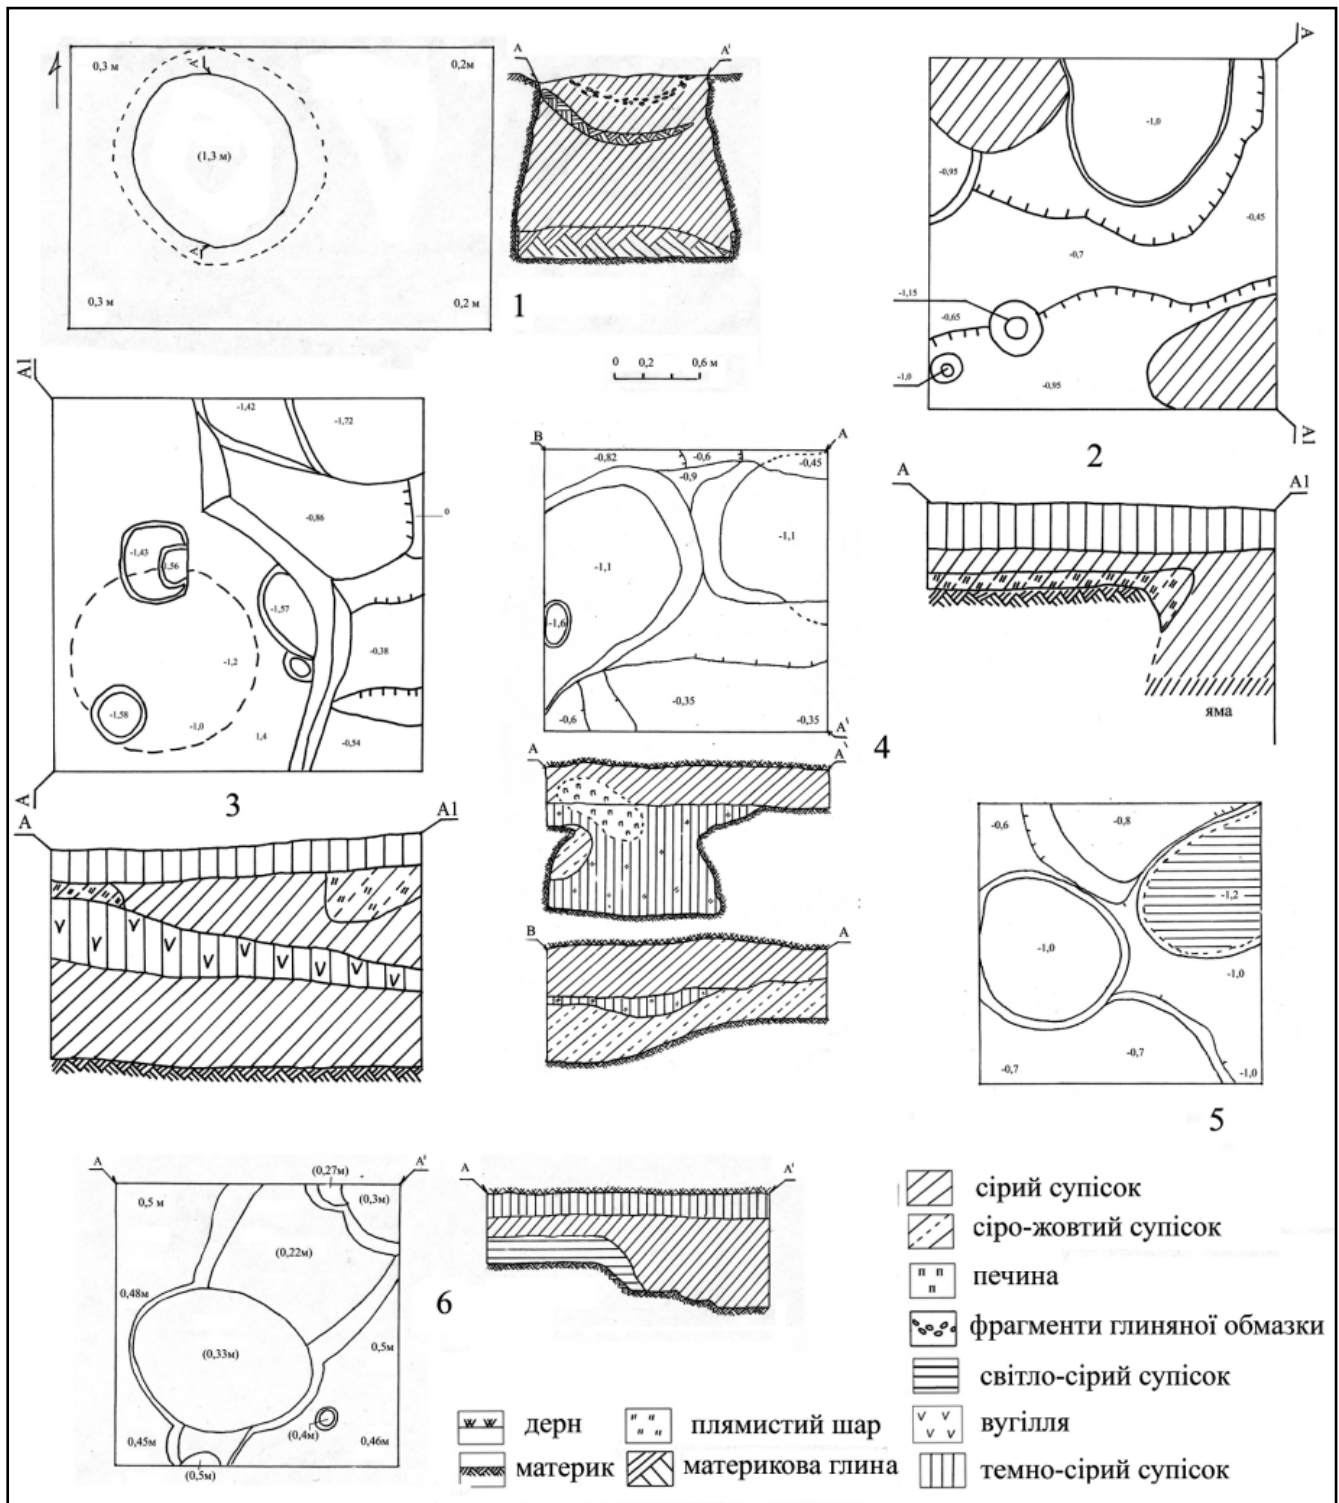 0,3 м
0,2м
(1,3 м)
A
A'
0,3 м
0,2 м
A
A'
1
0 0,2 0,6 м
A
-1,0
-0,95
-0,45
-0,7
-1,15
-0,65
-1,0
-0,95
A1
2
A
A1
яма
A1
-1,42
-1,72
-0,86
0
-1,43
1,56
-1,57
-1,2
-0,38
-1,58
-1,0
1,4
-0,54
A
3
A
A1
B
A
-0,82
-0,6
-0,45
-0,9
-1,1
-1,1
-1,6
-0,35
-0,6
-0,35
A'
4
A
A'
B
A
-0,6
-0,8
-1,2
-1,0
-1,0
-0,7
-0,7
-1,0
5
A
A'
(0,27м)
0,5 м
(0,3м)
(0,22м)
0,48м
(0,33м)
0,5м
0,45м
(0,4м)
0,46м
(0,5м)
6
A
A'
сірий супісок
сіро-жовтий супісок
печина
фрагменти глиняної обмазки
світло-сірий супісок
вугілля
темно-сірий супісок
дерн
плямистий шар
материк
материкова глина